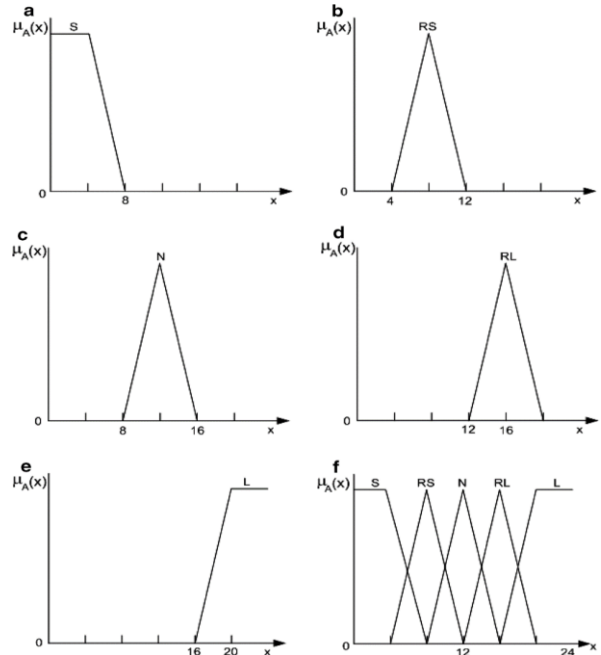 a
μA(x)
S
0
8
x
b
μA(x)
RS
0
4 12 x
c
μA(x)
N
0
8 16 x
d
μA(x)
RL
0
12 16 x
e
μA(x)
L
0
16 20 x
f
μA(x)
S RS N RL L
0
12 24 x